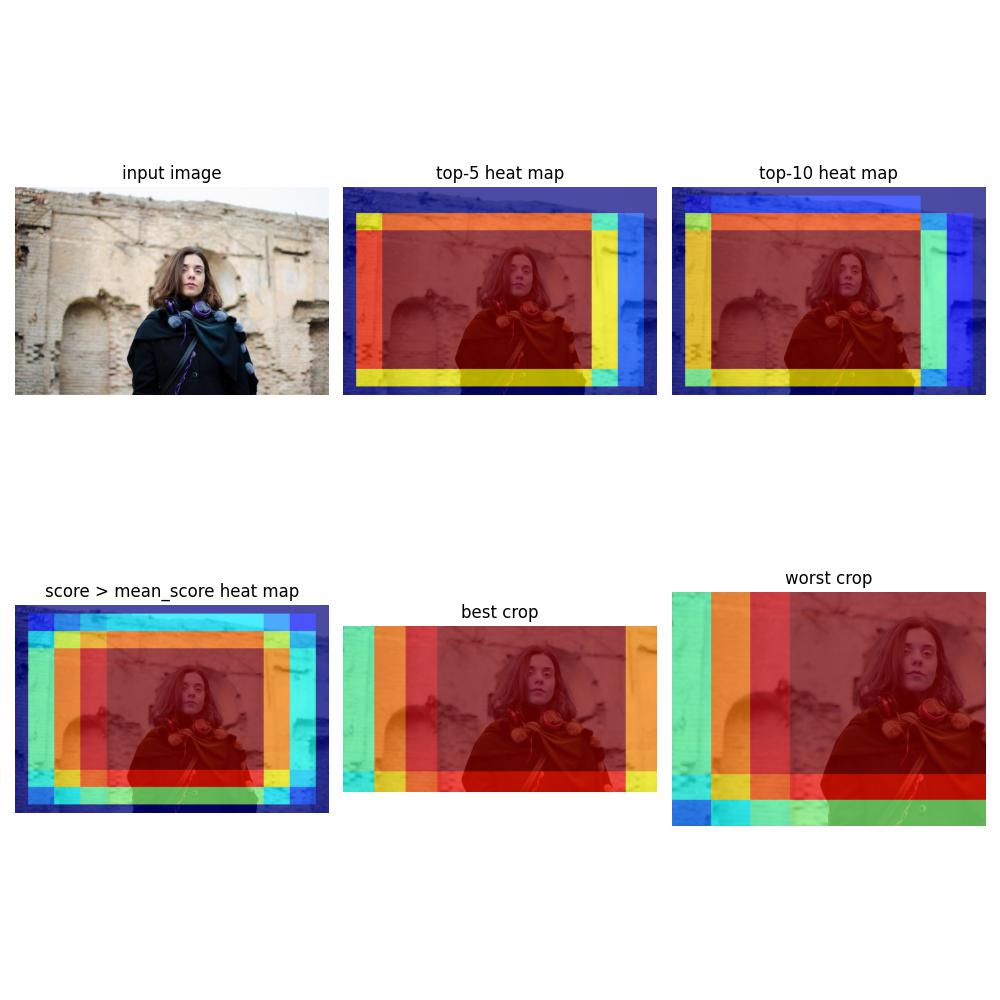 input image
top-5 heat map
top-10 heat map
score > mean_score heat map
best crop
worst crop